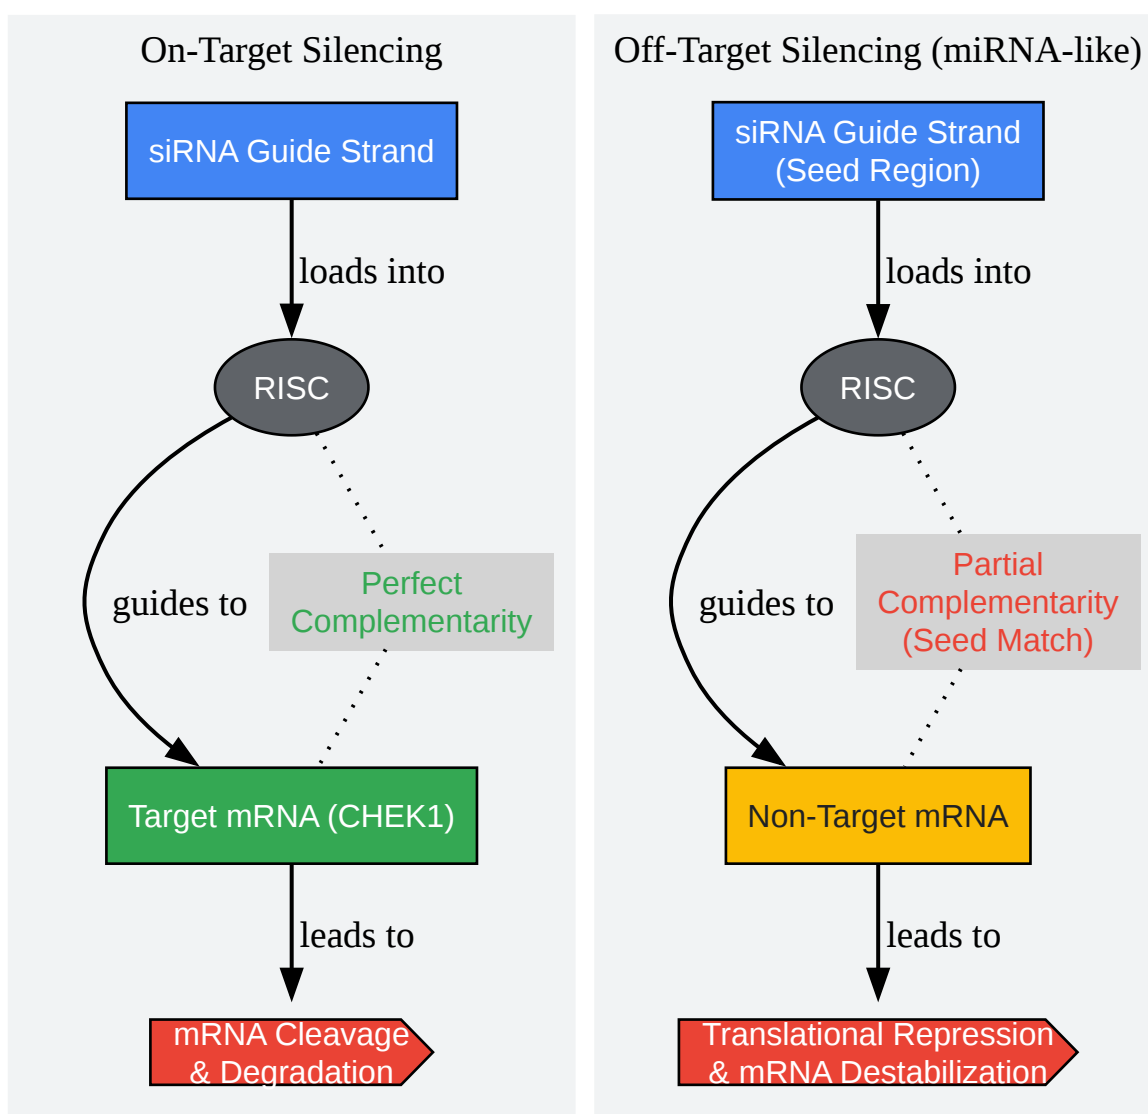 On-Target Silencing
siRNA Guide Strand
loads into
RISC
guides to
Perfect
Complementarity
Target mRNA (CHEK1)
leads to
mRNA Cleavage
& Degradation
Off-Target Silencing (miRNA-like)
siRNA Guide Strand
(Seed Region)
loads into
RISC
guides to
Partial
Complementarity
(Seed Match)
Non-Target mRNA
leads to
Translational Repression
& mRNA Destabilization